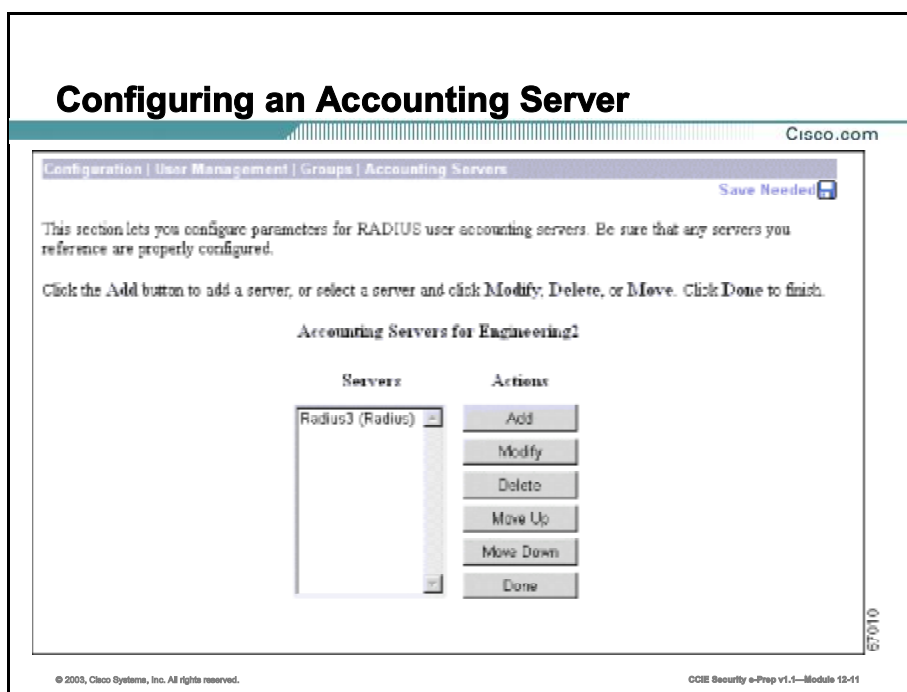 Configuring an Accounting Server
Cisco.com
Configuration | User Management | Groups | Accounting Servers
Save Needed
This section lets you configure parameters for RADIUS user accounting servers. Be sure that any servers you
reference are properly configured.
Click the Add button to add a server, or select a server and click Modify, Delete, or Move. Click Done to finish.
Accounting Servers for Engineering2
Servers Actions
Radius3 (Radius) Add
Modify
Delete
Move Up
Move Down
Done
67010
© 2003, Cisco Systems, Inc. All rights reserved. CCIE Security e-Prep v1.1—Module 12-11